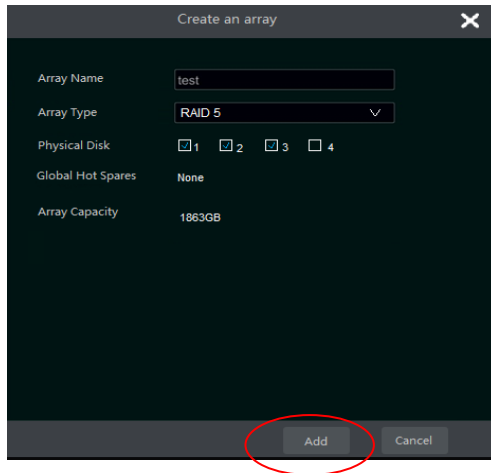 Create an array
Array Name test
Array Type RAID 5
Physical Disk 1 2 3 4
Global Hot Spares None
Array Capacity 1863GB
Add Cancel